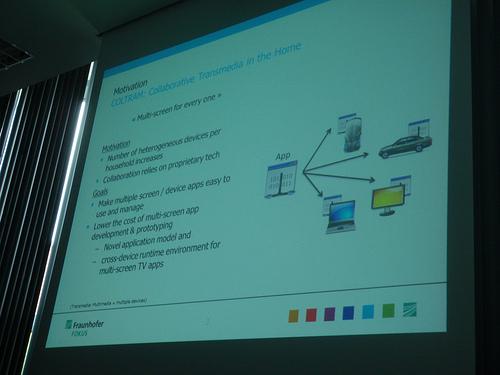 Motivation
COLTRAM: Collaborative Transmedia in the Home
« Multi-screen for every one »
Motivation
• Number of heterogeneous devices per
household increases
• Collaboration relies on proprietary tech
Goals
• Make multiple screen / device apps easy to
use and manage
• Lower the cost of multi-screen app
development & prototyping
– Novel application model and
– cross-device runtime environment for
multi-screen TV apps
App
(Transmedia: Multimedia + multiple devices)
Fraunhofer
FOKUS